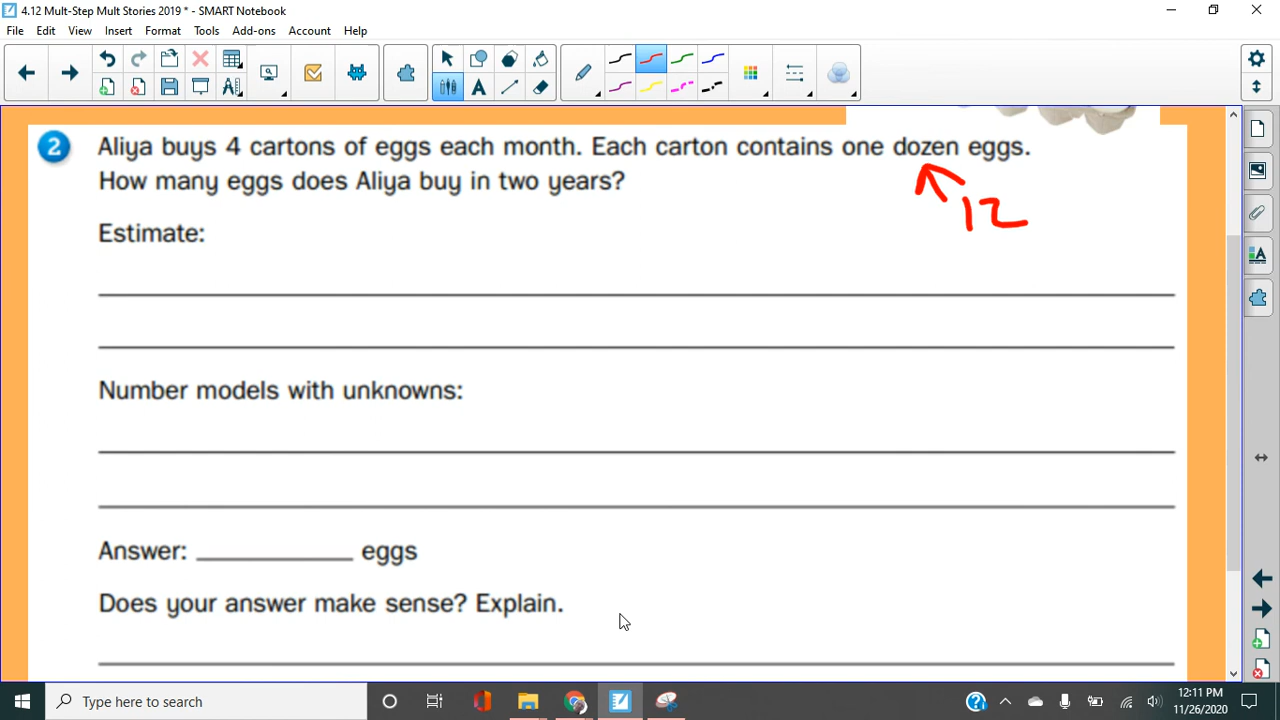 4.12 Multi-Step Mult Stories 2019 * - SMART Notebook
File Edit View Insert Format Tools Add-ons Account Help
2 Aliya buys 4 cartons of eggs each month. Each carton contains one dozen eggs.
How many eggs does Aliya buy in two years?
12
Estimate:
Number models with unknowns:
Answer: ____________ eggs
Does your answer make sense? Explain.
Type here to search
12:11 PM
11/26/2020